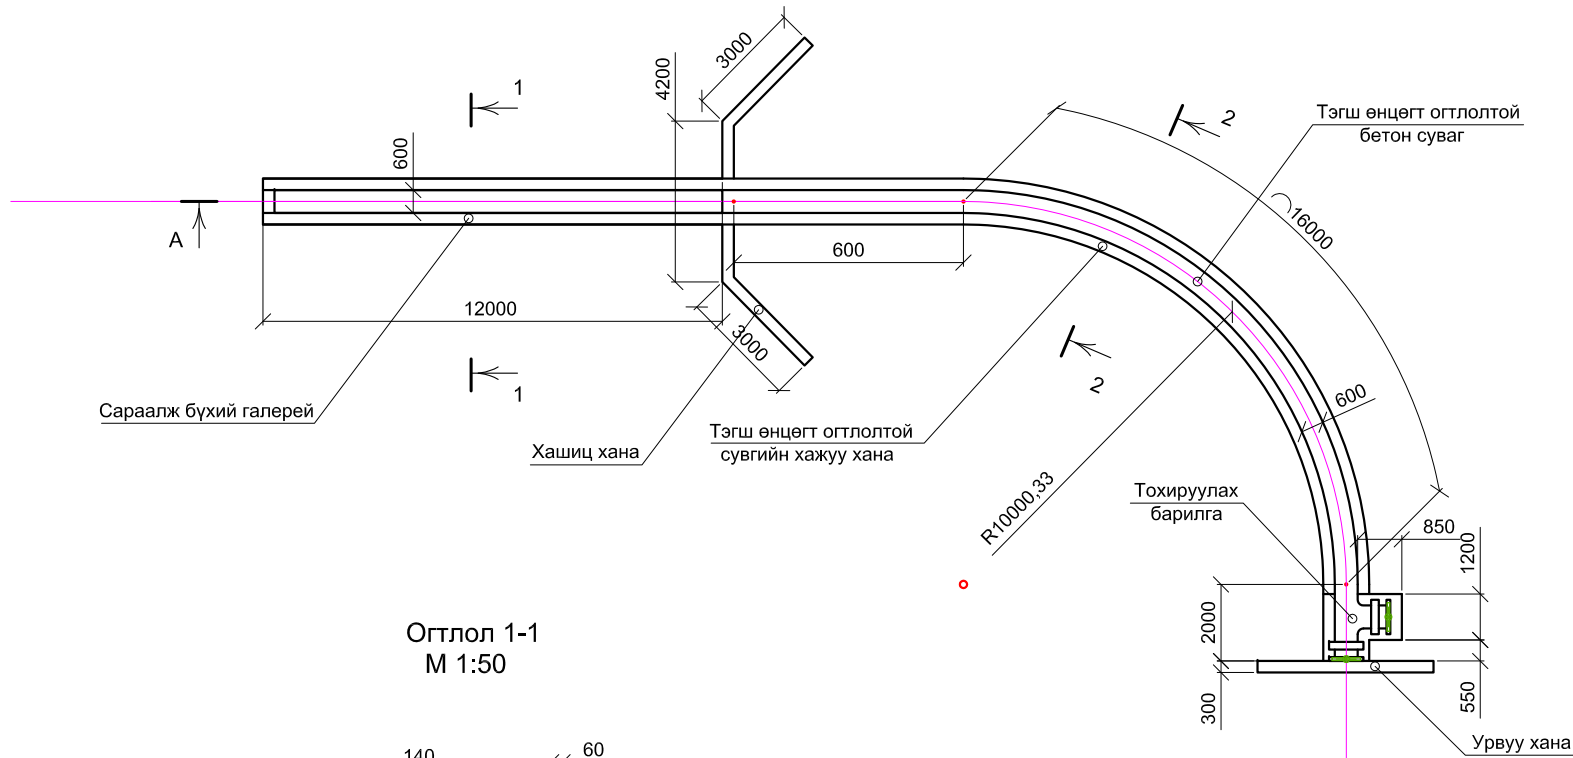 3000
1
4200
2
Тэгш өнцөгт огтлолтой
бетон суваг
600
16000
А
600
12000
3000
600
2
1
Сараалж бүхий галерей
Хашиц хана
Тэгш өнцөгт огтлолтой
сувгийн хажуу хана
R10000,33
Тохируулах
барилга
850
1200
2000
Огтлол 1-1
М 1:50
300
550
Урвуу хана
140
60